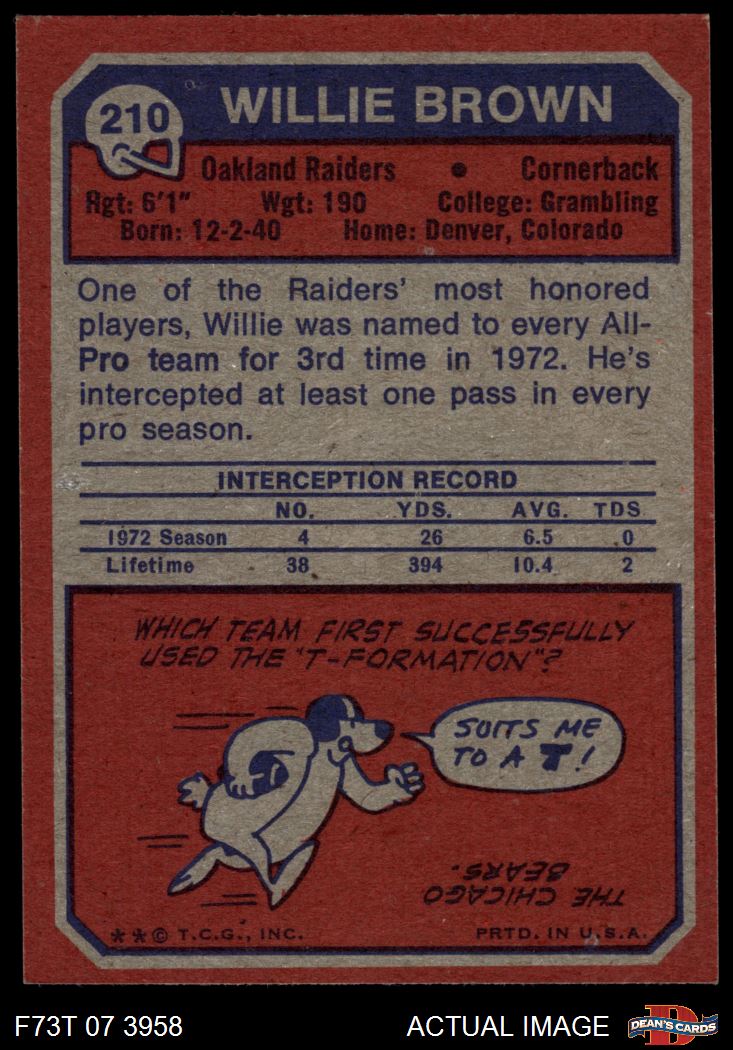 210
WILLIE BROWN
Oakland Raiders • Cornerback
Hgt: 6'1" Wgt: 190 College: Grambling
Born: 12-2-40 Home: Denver, Colorado
One of the Raiders' most honored
players, Willie was named to every All-
Pro team for 3rd time in 1972. He's
intercepted at least one pass in every
pro season.
INTERCEPTION RECORD
NO. YDS. AVG. TDS
1972 Season 4 26 6.5 0
Lifetime 38 394 10.4 2
WHICH TEAM FIRST SUCCESSFULLY
USED THE "T-FORMATION"?
SUITS ME
TO A T!
THE CHICAGO
BEARS.
* * © T.C.G., INC. PRTD. IN U.S.A.
F73T 07 3958 ACTUAL IMAGE DEAN'S CARDS